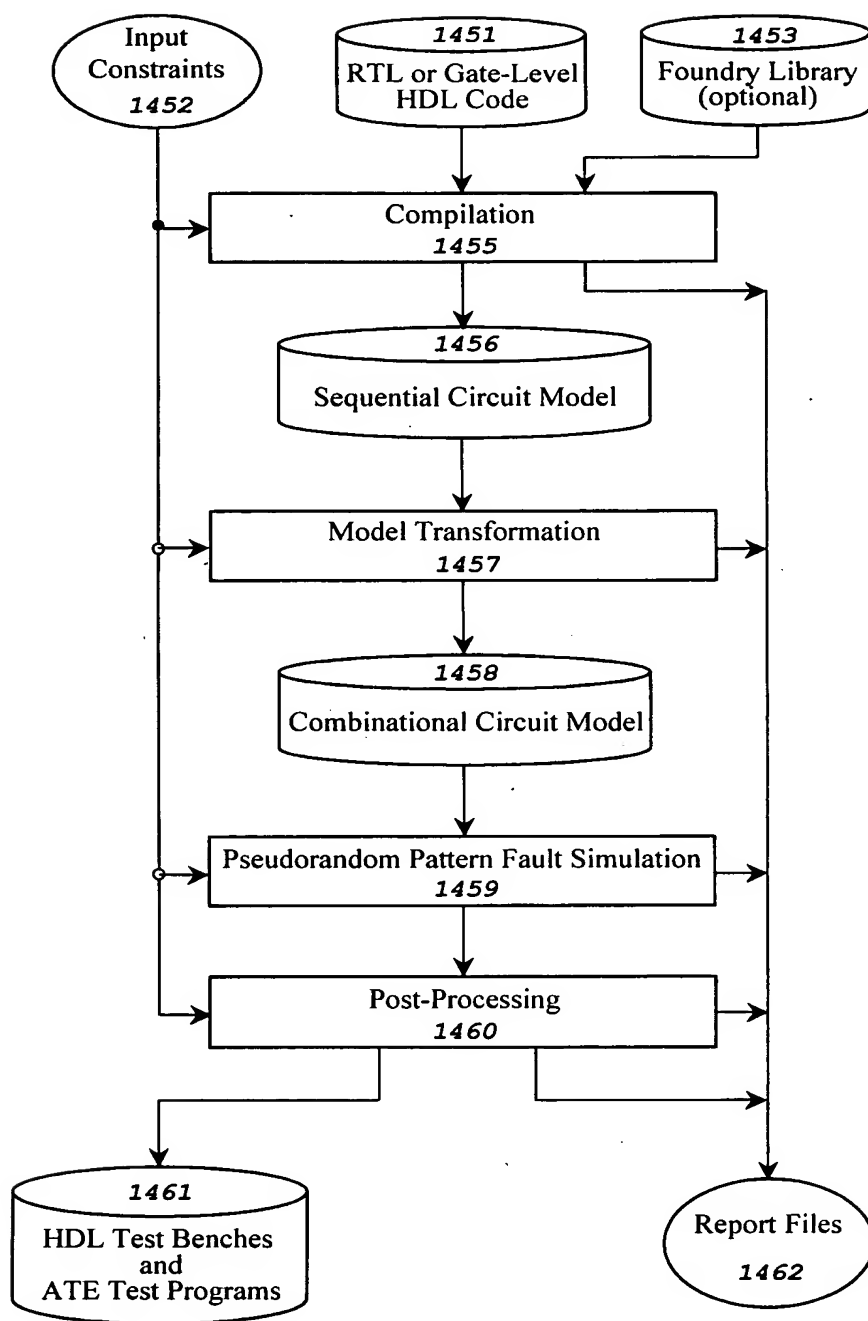 Input
Constraints
1452
1451
RTL or Gate-Level
HDL Code
1453
Foundry Library
(optional)
Compilation
1455
1456
Sequential Circuit Model
Model Transformation
1457
1458
Combinational Circuit Model
Pseudorandom Pattern Fault Simulation
1459
Post-Processing
1460
1461
HDL Test Benches
and
ATE Test Programs
Report Files
1462